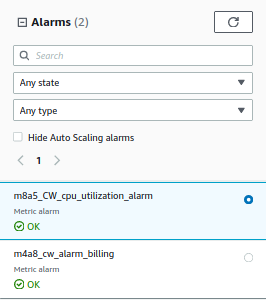 Alarms (2)
Search
Any state
Any type
Hide Auto Scaling alarms
1
m8a5_CW_cpu_utilization_alarm
Metric alarm
OK
m4a8_cw_alarm_billing
Metric alarm
OK